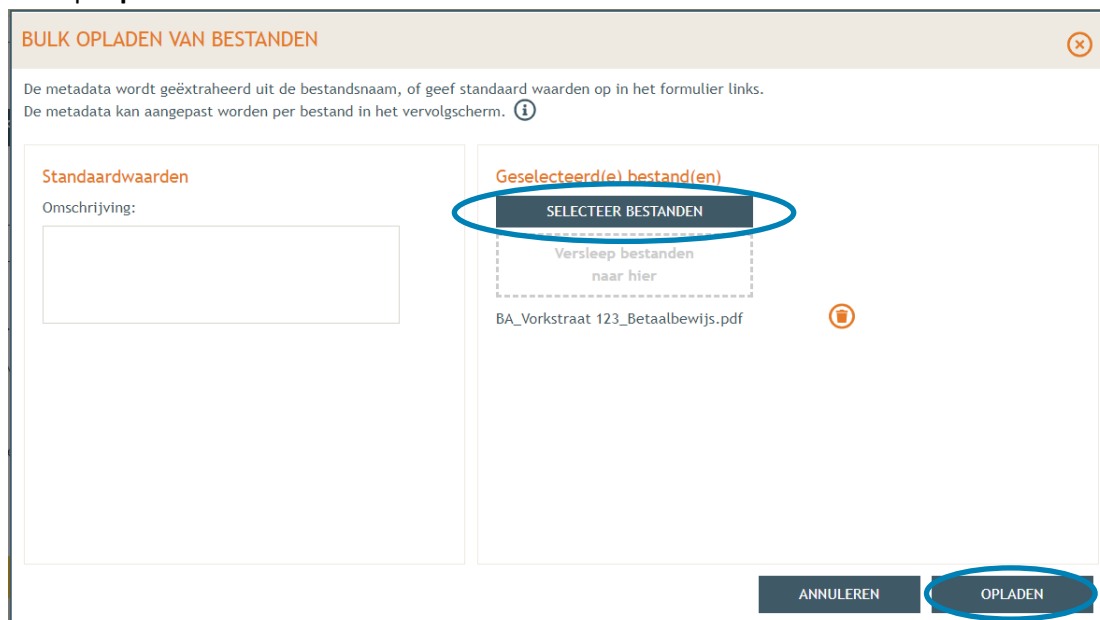 BULK OPLADEN VAN BESTANDEN
De metadata wordt geëxtraheerd uit de bestandsnaam, of geef standaard waarden op in het formulier links.
De metadata kan aangepast worden per bestand in het vervolgscherm.
Standaardwaarden
Omschrijving:
Geselecteerd(e) bestand(en)
SELECTEER BESTANDEN
Versleep bestanden
naar hier
BA_Vorkstraat 123_Betaalbewijs.pdf
ANNULEREN
OPLADEN